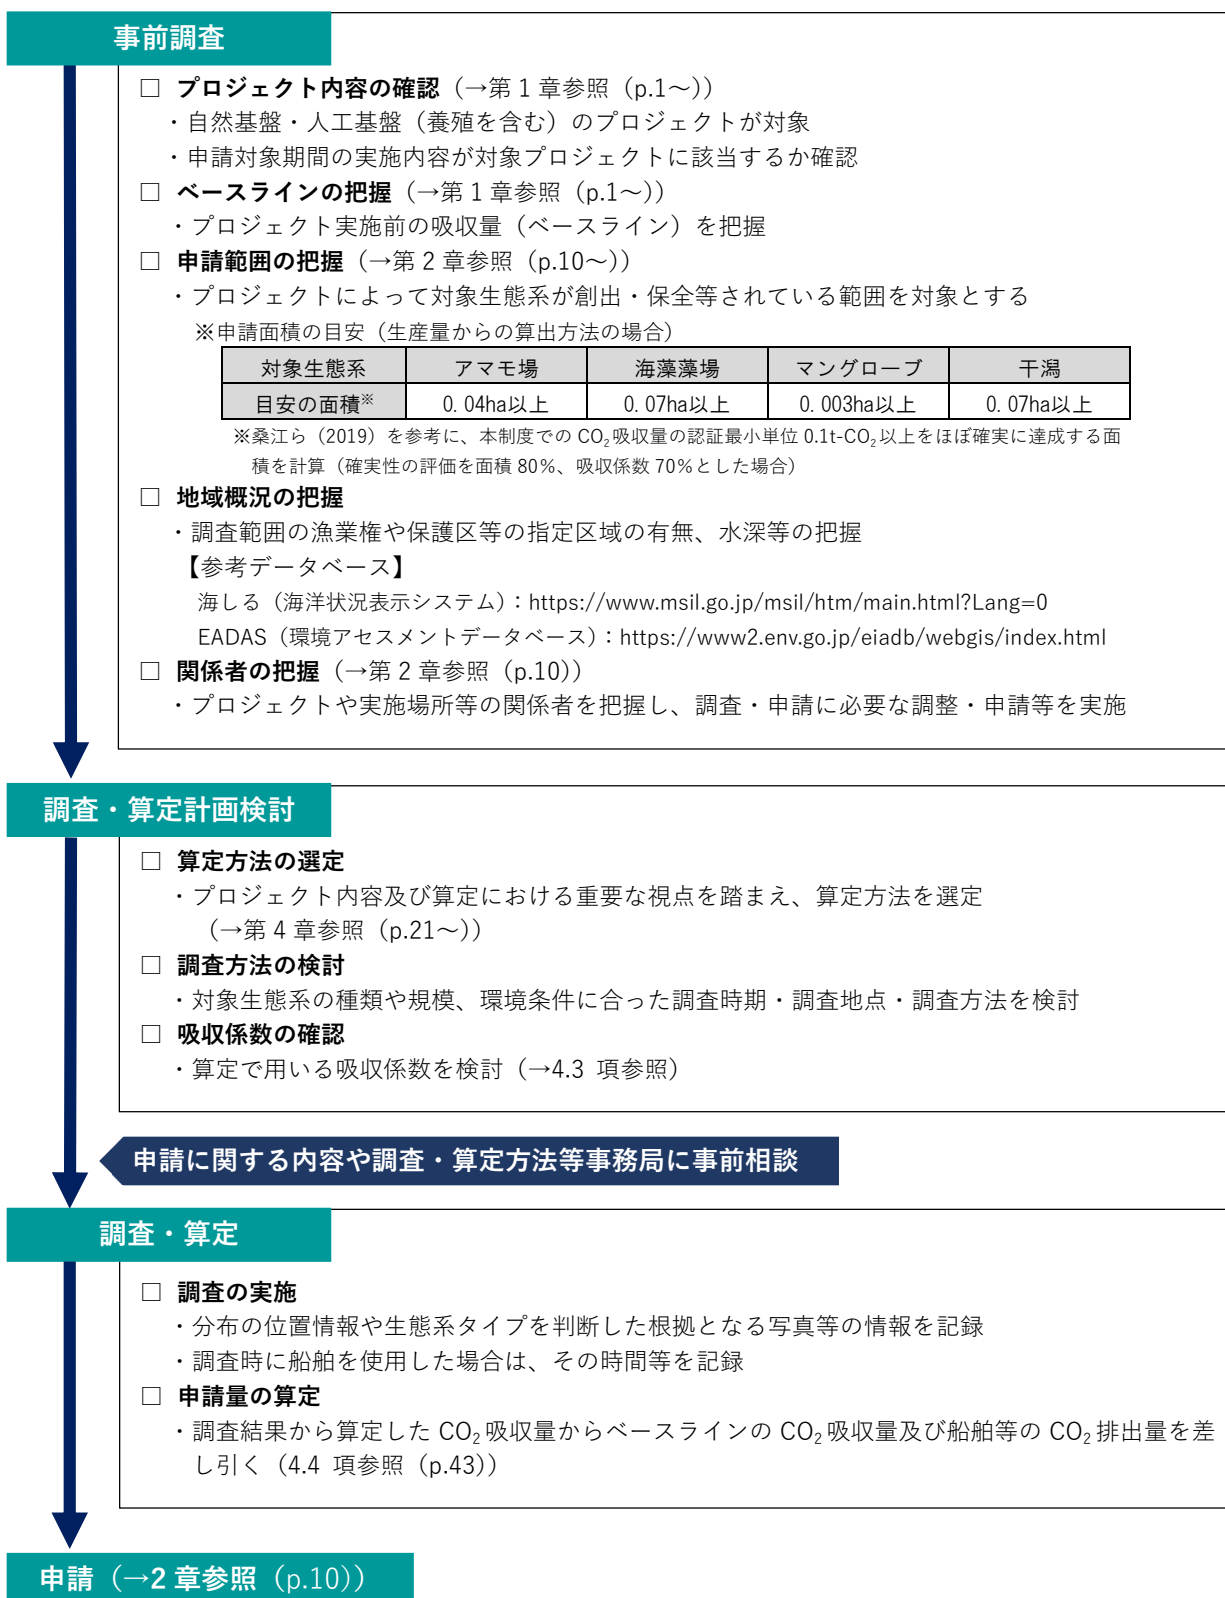 事前調査
□ プロジェクト内容の確認（→第1章参照（p.1～））
・自然基盤・人工基盤（養殖を含む）のプロジェクトが対象
・申請対象期間の実施内容が対象プロジェクトに該当するか確認
□ ベースラインの把握（→第1章参照（p.1～））
・プロジェクト実施前の吸収量（ベースライン）を把握
□ 申請範囲の把握（→第2章参照（p.10～））
・プロジェクトによって対象生態系が創出・保全等されている範囲を対象とする
※申請面積の目安（生産量からの算出方法の場合）
対象生態系 アマモ場 海藻藻場 マングローブ 干潟
目安の面積※ 0.04ha以上 0.07ha以上 0.003ha以上 0.07ha以上
※桑江ら（2019）を参考に、本制度での CO₂吸収量の認証最小単位 0.1t-CO₂以上をほぼ確実に達成する面
積を計算（確実性の評価を面積 80%、吸収係数 70%とした場合）
□ 地域概況の把握
・調査範囲の漁業権や保護区等の指定区域の有無、水深等の把握
【参考データベース】
海しる（海洋状況表示システム）：https://www.msil.go.jp/msil/htm/main.html?Lang=0
EADAS（環境アセスメントデータベース）：https://www2.env.go.jp/eiadb/webgis/index.html
□ 関係者の把握（→第2章参照（p.10））
・プロジェクトや実施場所等の関係者を把握し、調査・申請に必要な調整・申請等を実施
調査・算定計画検討
□ 算定方法の選定
・プロジェクト内容及び算定における重要な視点を踏まえ、算定方法を選定
（→第4章参照（p.21～））
□ 調査方法の検討
・対象生態系の種類や規模、環境条件に合った調査時期・調査地点・調査方法を検討
□ 吸収係数の確認
・算定で用いる吸収係数を検討（→4.3 項参照）
申請に関する内容や調査・算定方法等事務局に事前相談
調査・算定
□ 調査の実施
・分布の位置情報や生態系タイプを判断した根拠となる写真等の情報を記録
・調査時に船舶を使用した場合は、その時間等を記録
□ 申請量の算定
・調査結果から算定した CO₂吸収量からベースラインの CO₂吸収量及び船舶等の CO₂排出量を差
し引く（4.4 項参照（p.43））
申請（→2章参照（p.10））